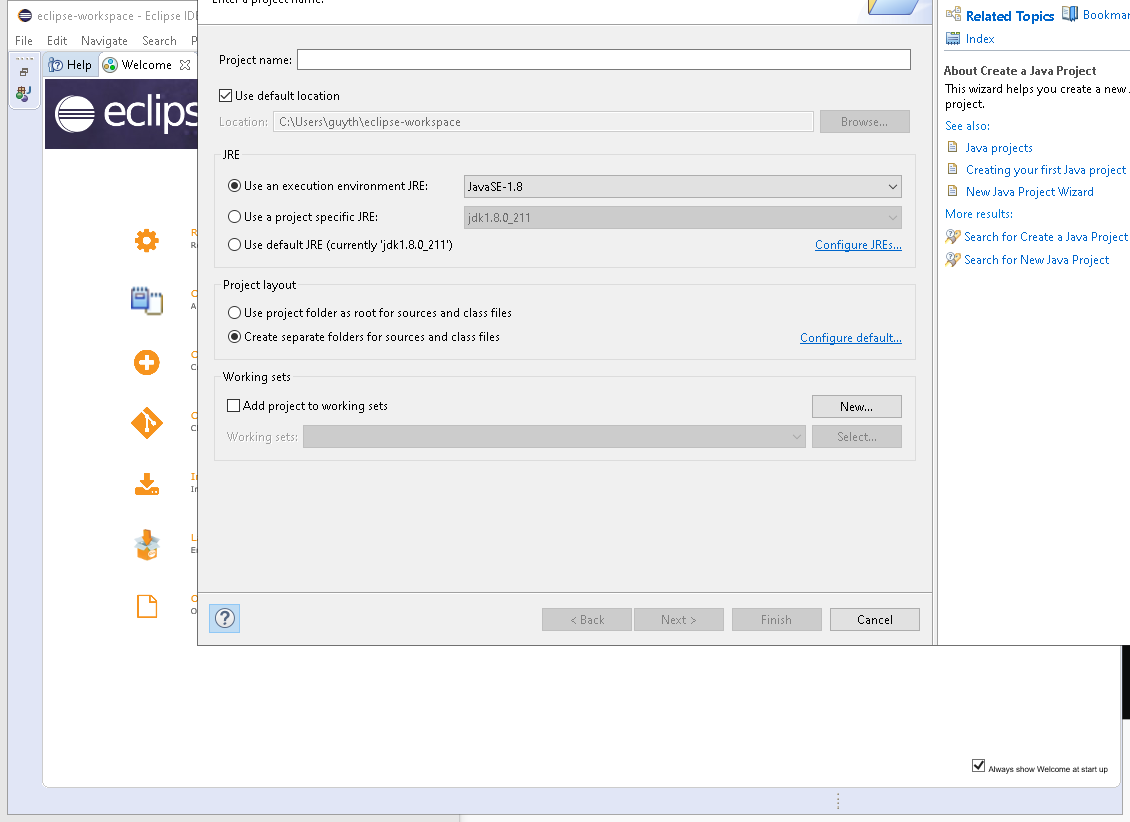 eclipse-workspace - Eclipse IDE
Enter a project name.
File Edit Navigate Search P
Help Welcome
eclips
Project name:
Use default location
Location: C:\Users\guyth\eclipse-workspace Browse...
JRE
Use an execution environment JRE: JavaSE-1.8
Use a project specific JRE: jdk1.8.0_211
Use default JRE (currently 'jdk1.8.0_211') Configure JREs...
Project layout
Use project folder as root for sources and class files
Create separate folders for sources and class files Configure default...
Working sets
Add project to working sets New...
Working sets: Select...
? < Back Next > Finish Cancel
Related Topics Bookmar
Index
About Create a Java Project
This wizard helps you create a new
project.
See also:
Java projects
Creating your first Java project
New Java Project Wizard
More results:
Search for Create a Java Project
Search for New Java Project
Always show Welcome at start up